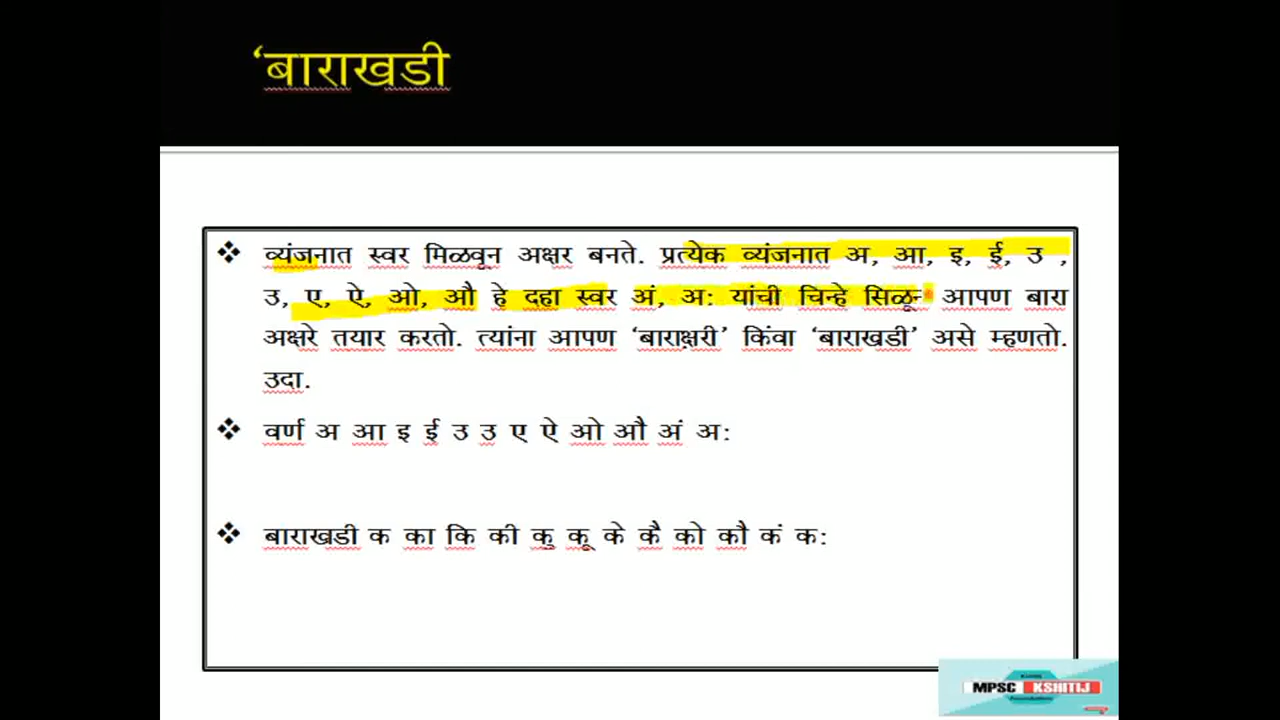 ‘बाराखडी
❖ व्यंजनात स्वर मिळवून अक्षर बनते. प्रत्येक व्यंजनात अ, आ, इ, ई, उ ,
उ, ए, ऐ, ओ, औ हे दहा स्वर अं, अः यांची चिन्हे सिळून आपण बारा
अक्षरे तयार करतो. त्यांना आपण ‘बाराक्षरी’ किंवा ‘बाराखडी’ असे म्हणतो.
उदा.
❖ वर्ण अ आ इ ई उ उ ए ऐ ओ औ अं अः
❖ बाराखडी क का कि की कु कू के कै को कौ कं कः
MPSC KSHITIJ